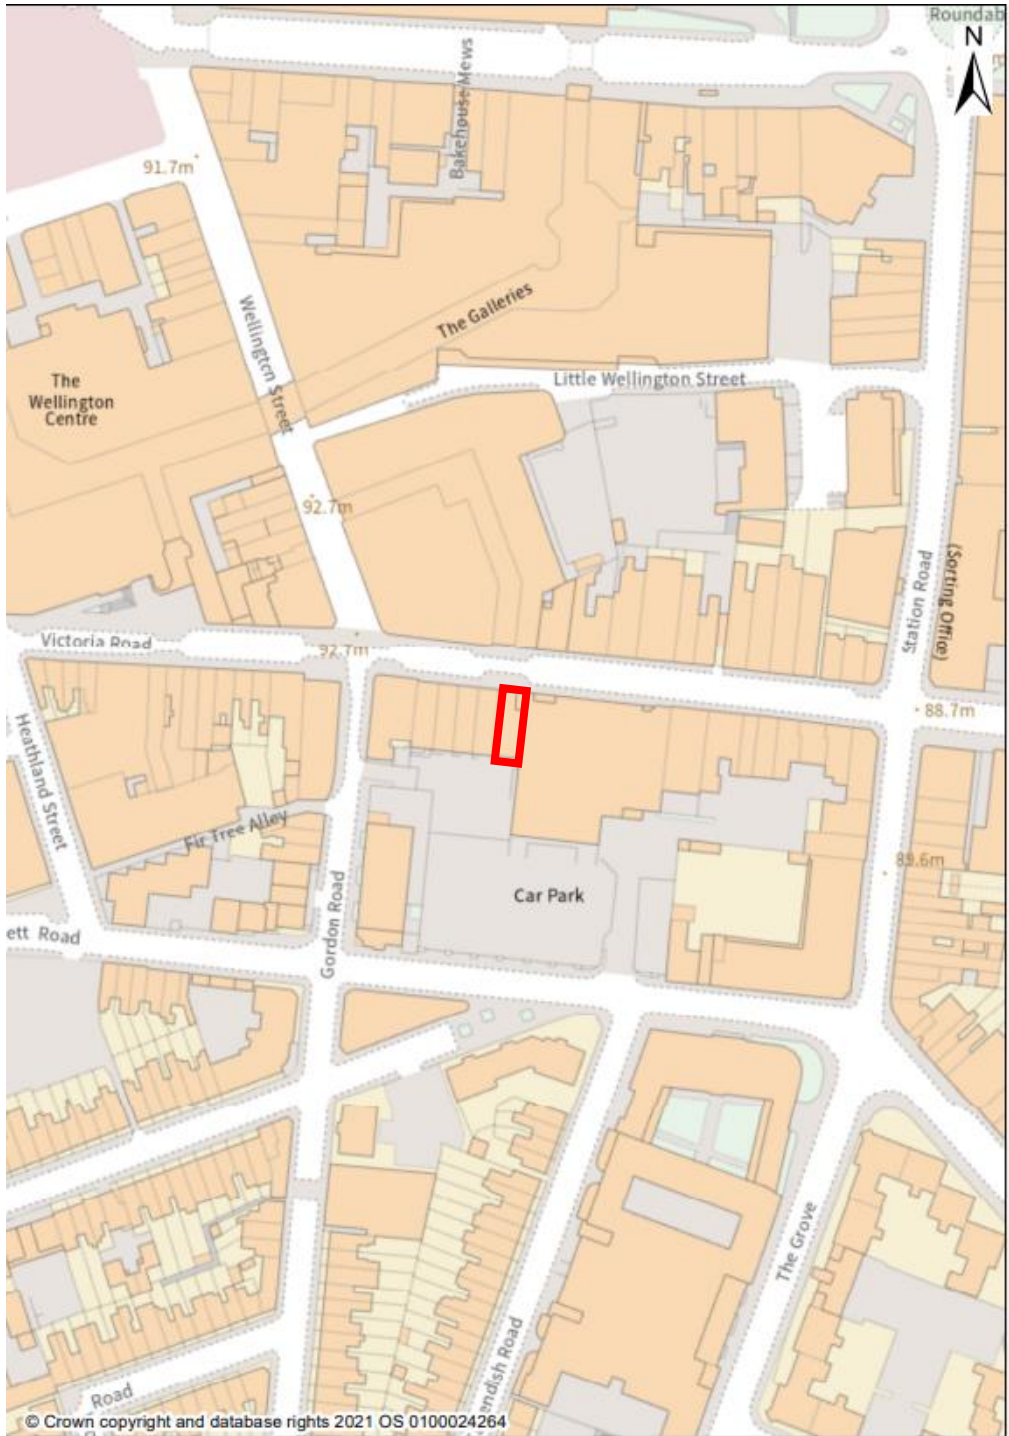 Roundab
N
Bakehouse Mews
91.7m
The Galleries
Wellington Street
The
Wellington
Centre
Little Wellington Street
92.7m
Station Road
(Sorting Office)
Victoria Road
92.7m
88.7m
Heathland Street
Fir Tree Alley
89.6m
Gordon Road
Car Park
ett Road
The Grove
endish Road
Road
© Crown copyright and database rights 2021 OS 0100024264